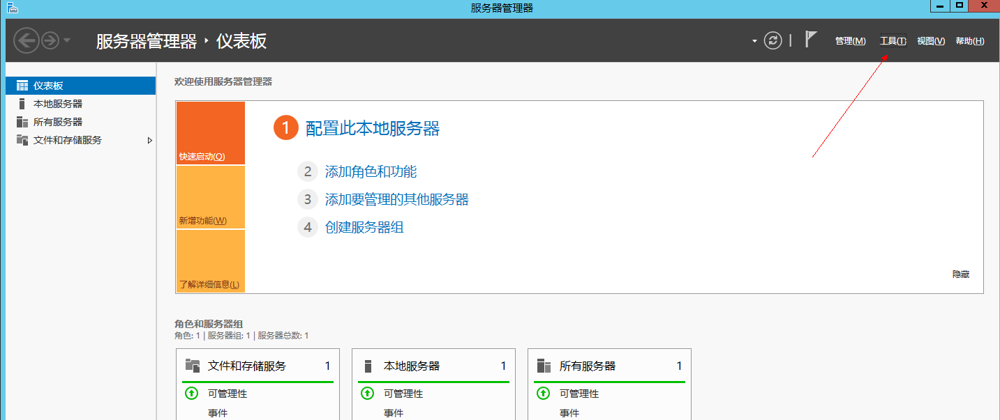 服务器管理器
服务器管理器 · 仪表板
管理(M) 工具(T) 视图(V) 帮助(H)
仪表板
本地服务器
所有服务器
文件和存储服务
欢迎使用服务器管理器
快速启动(Q)
新增功能(W)
了解详细信息(L)
1 配置此本地服务器
2 添加角色和功能
3 添加要管理的其他服务器
4 创建服务器组
隐藏
角色和服务器组
角色: 1 | 服务器组: 1 | 服务器总数: 1
文件和存储服务 1
可管理性
事件
本地服务器 1
可管理性
事件
所有服务器 1
可管理性
事件